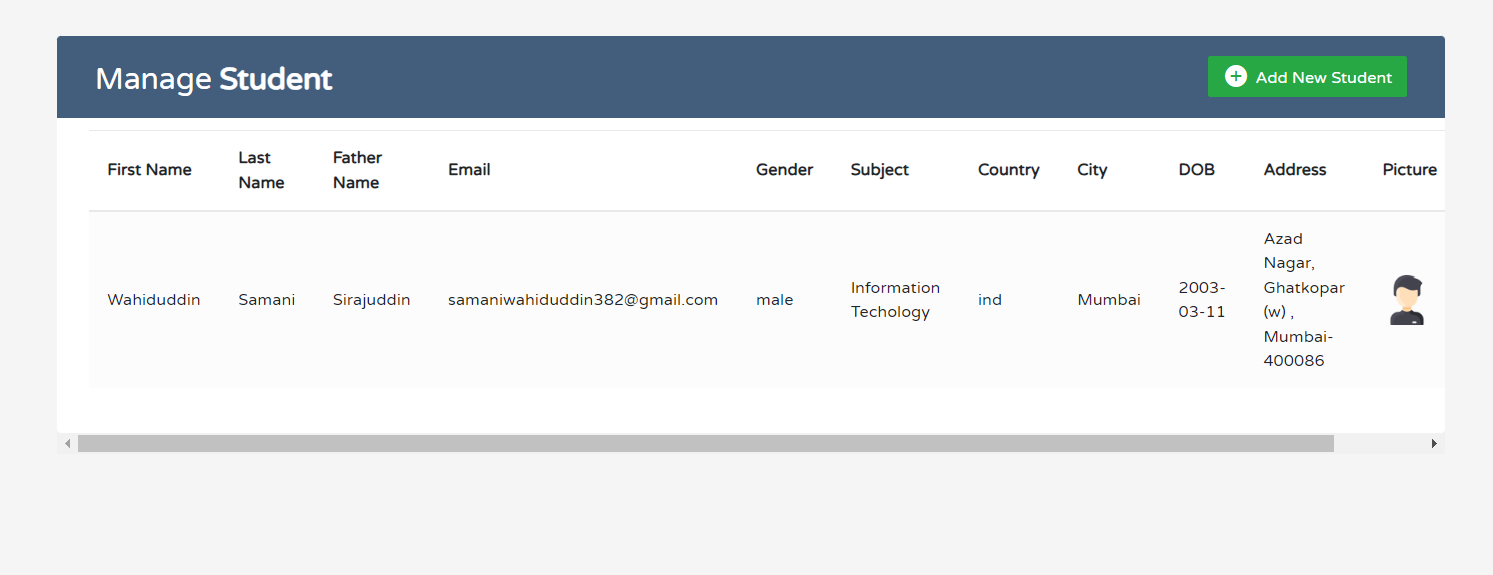 Manage Student
Add New Student
First Name
Last
Name
Father
Name
Email
Gender
Subject
Country
City
DOB
Address
Picture
Wahiduddin
Samani
Sirajuddin
samaniwahiduddin382@gmail.com
male
Information
Techology
ind
Mumbai
2003-
03-11
Azad
Nagar,
Ghatkopar
(w) ,
Mumbai-
400086